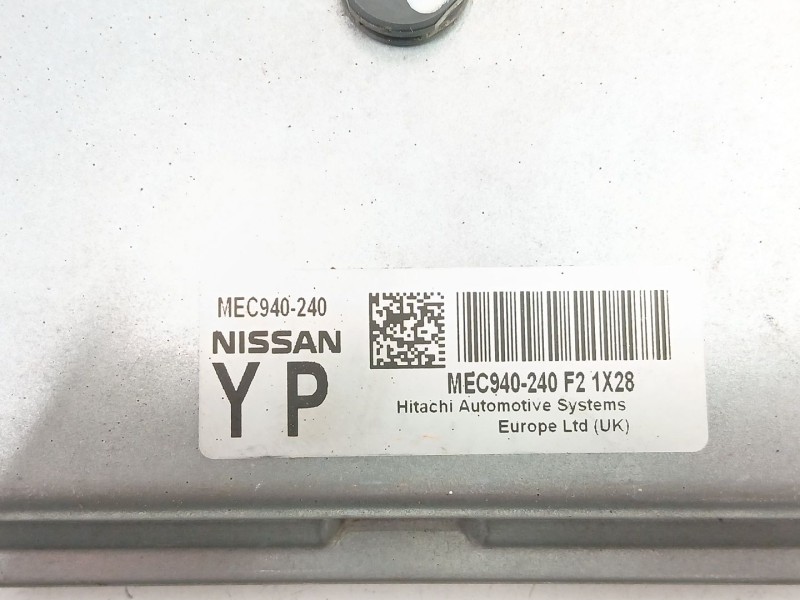 MEC940-240
NISSAN
YP
MEC940-240 F2 1X28
Hitachi Automotive Systems
Europe Ltd (UK)